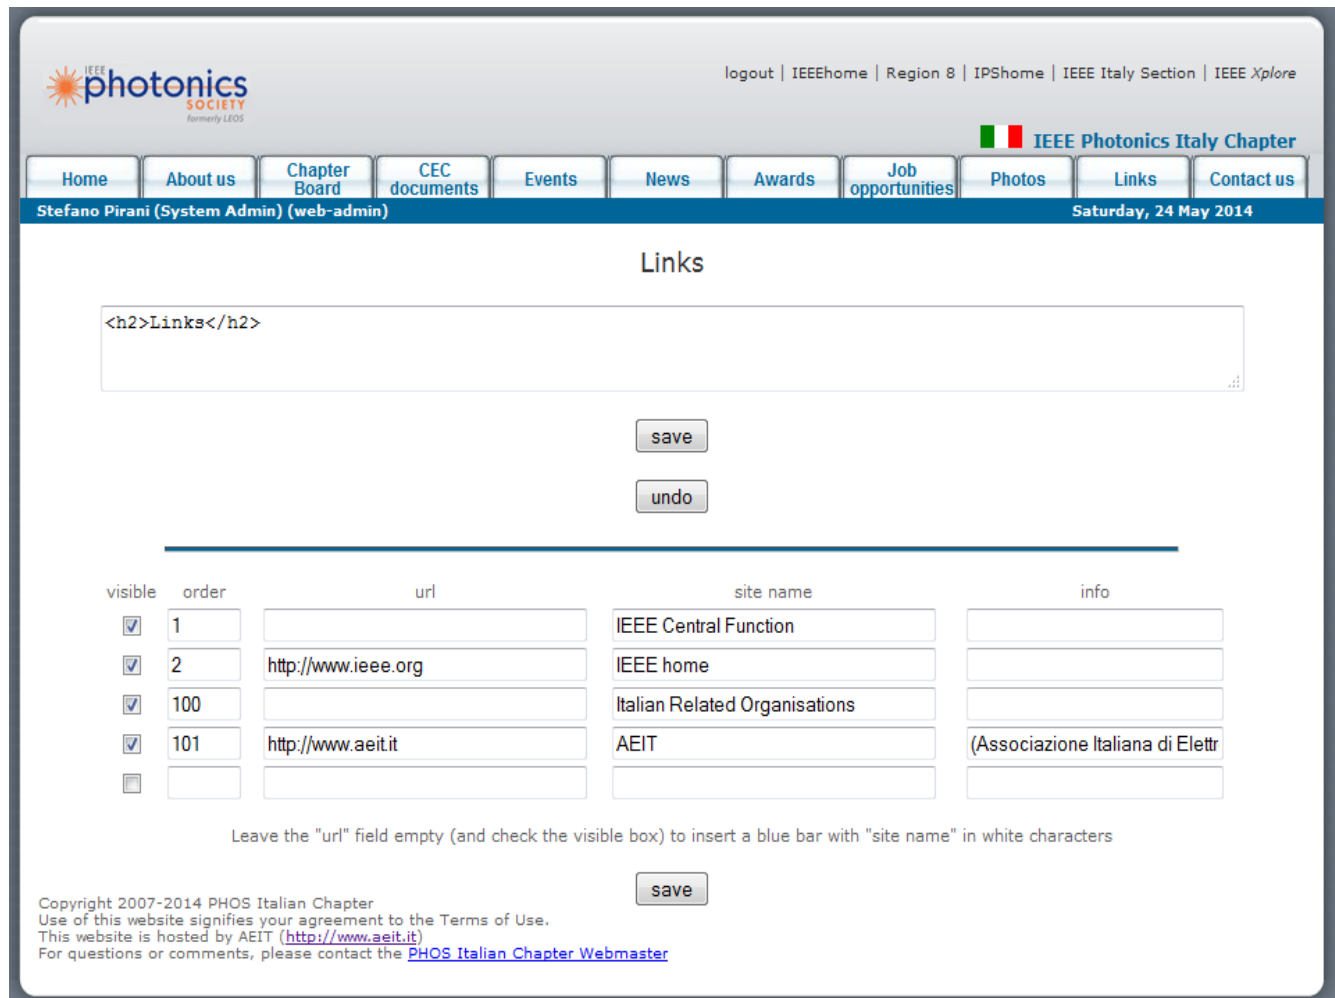 IEEE
photonics
SOCIETY
formerly LEOS
logout | IEEEhome | Region 8 | IPShome | IEEE Italy Section | IEEE Xplore
IEEE Photonics Italy Chapter
Home
About us
Chapter
Board
CEC
documents
Events
News
Awards
Job
opportunities
Photos
Links
Contact us
Stefano Pirani (System Admin) (web-admin)
Saturday, 24 May 2014
Links
<h2>Links</h2>
save
undo
visible order url site name info
1 IEEE Central Function
2 http://www.ieee.org IEEE home
100 Italian Related Organisations
101 http://www.aeit.it AEIT (Associazione Italiana di Elettr
Leave the "url" field empty (and check the visible box) to insert a blue bar with "site name" in white characters
save
Copyright 2007-2014 PHOS Italian Chapter
Use of this website signifies your agreement to the Terms of Use.
This website is hosted by AEIT (http://www.aeit.it)
For questions or comments, please contact the PHOS Italian Chapter Webmaster